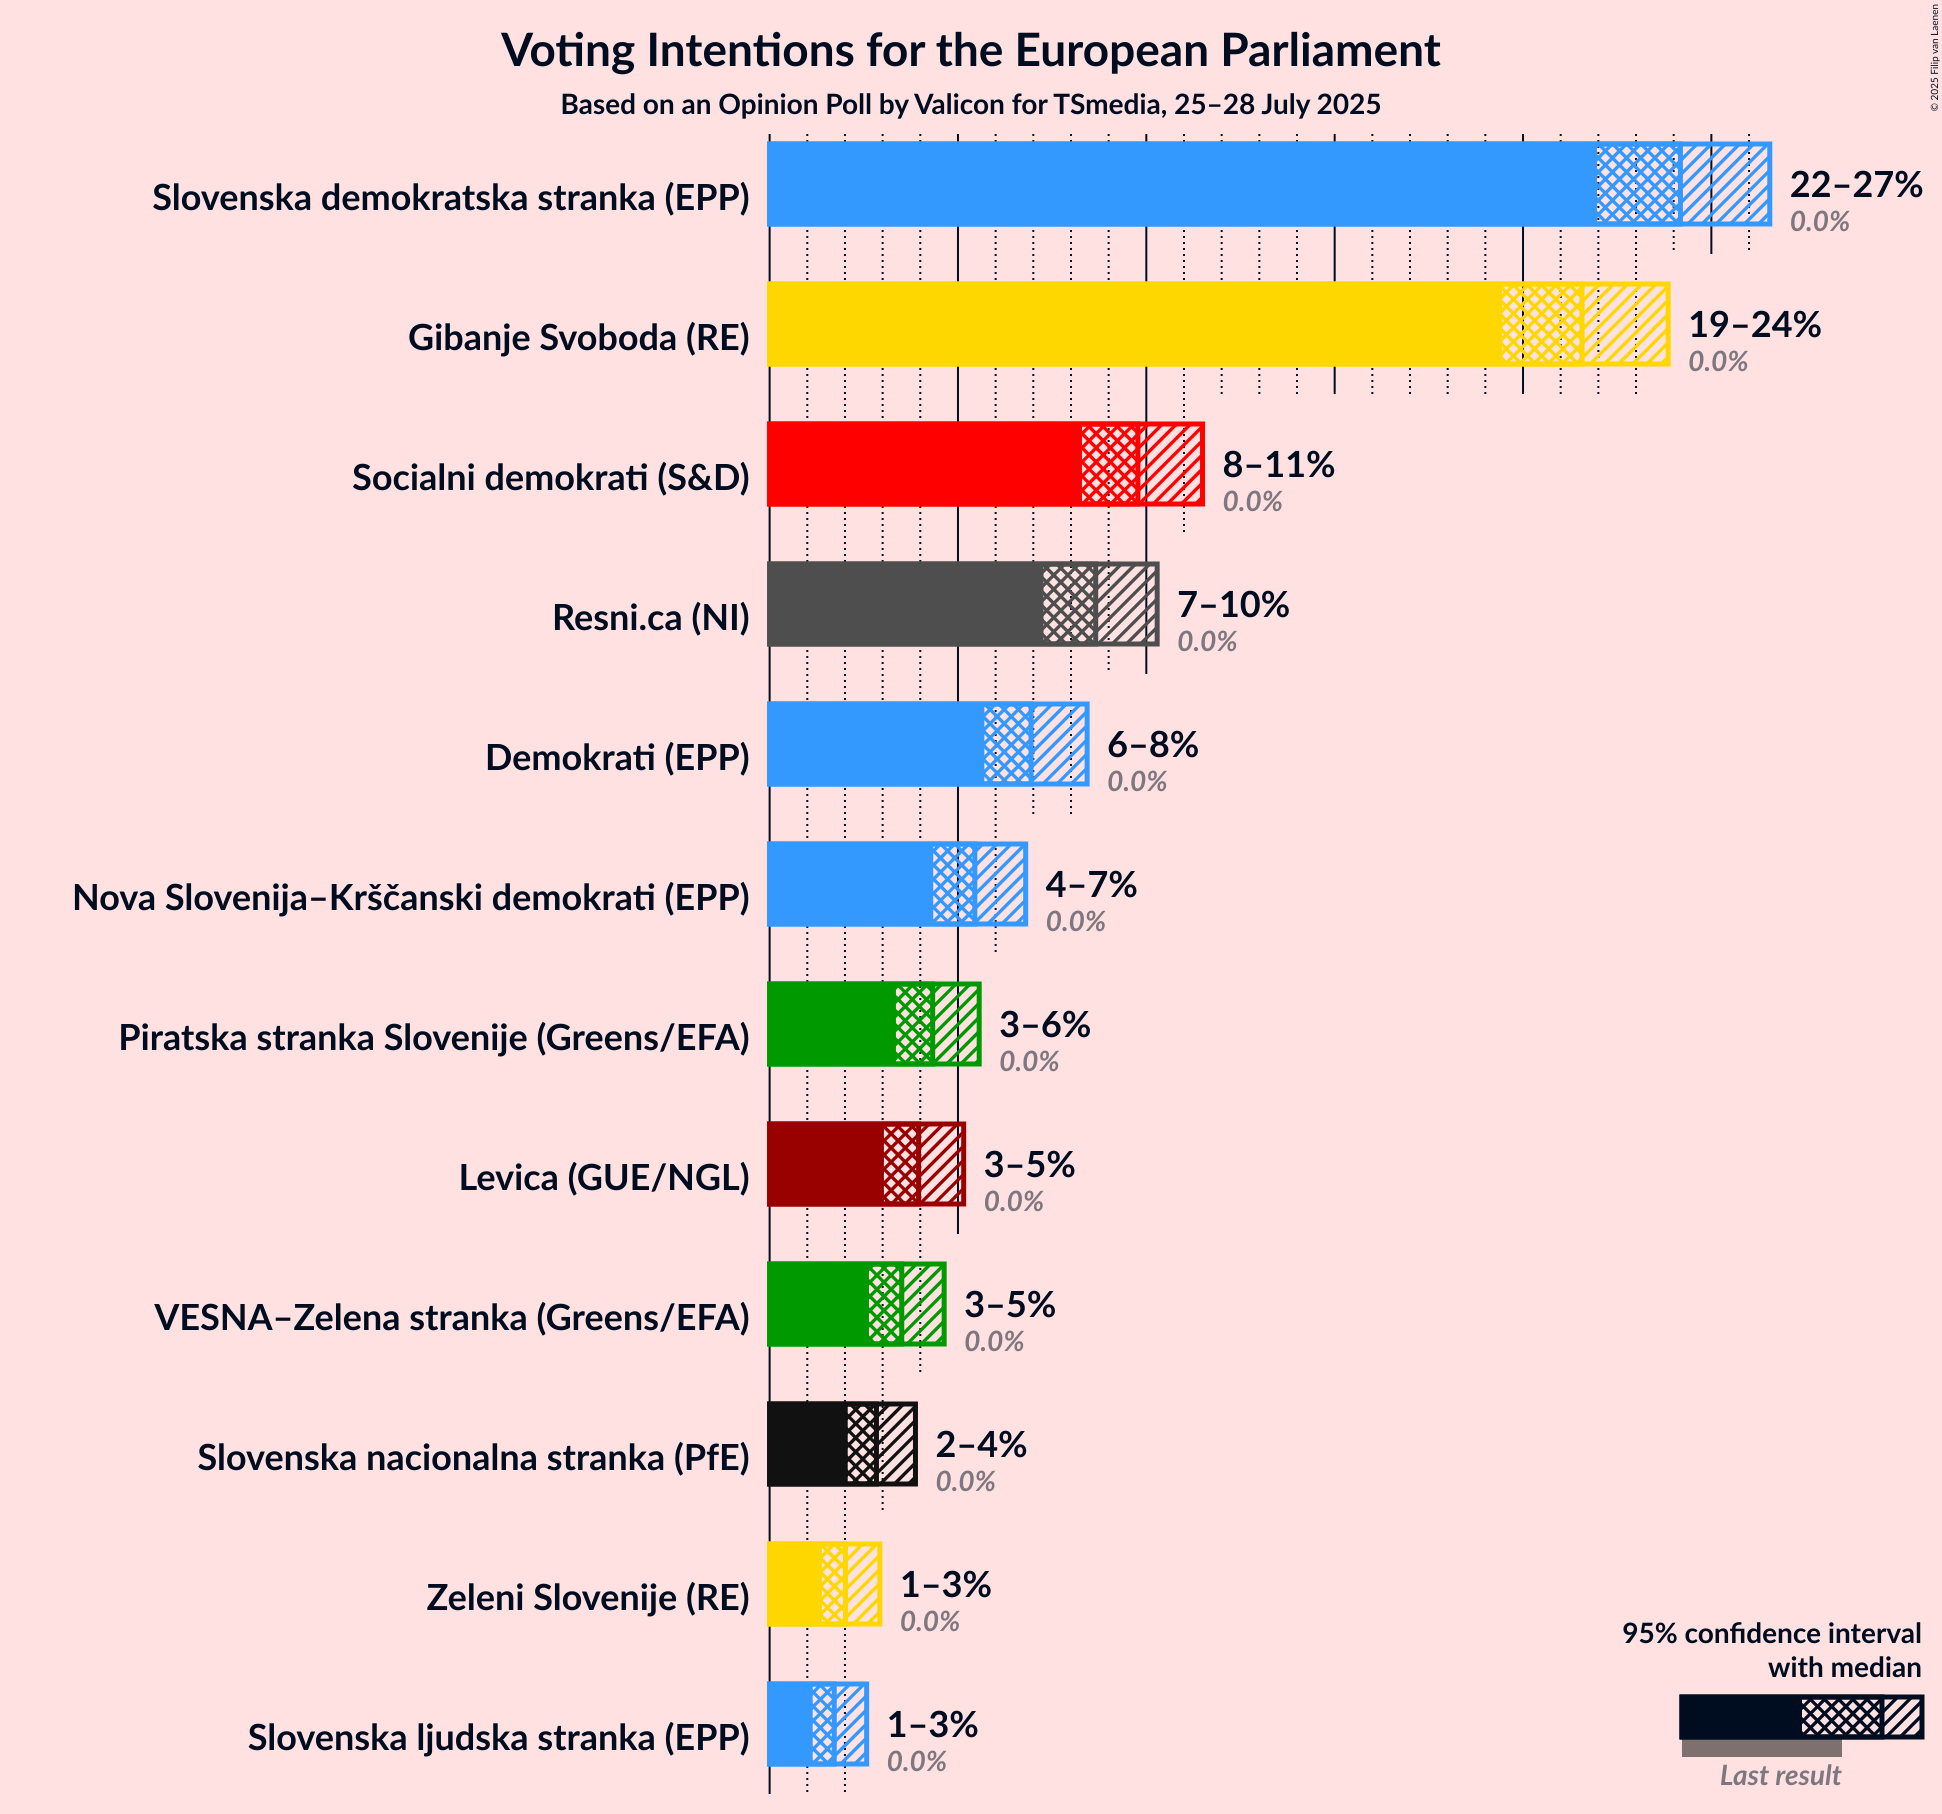 © 2025 Filip van Laenen
Voting Intentions for the European Parliament
Based on an Opinion Poll by Valicon for TSmedia, 25–28 July 2025
Slovenska demokratska stranka (EPP)
22–27%
0.0%
Gibanje Svoboda (RE)
19–24%
0.0%
Socialni demokrati (S&D)
8–11%
0.0%
Resni.ca (NI)
7–10%
0.0%
Demokrati (EPP)
6–8%
0.0%
Nova Slovenija–Krščanski demokrati (EPP)
4–7%
0.0%
Piratska stranka Slovenije (Greens/EFA)
3–6%
0.0%
Levica (GUE/NGL)
3–5%
0.0%
VESNA–Zelena stranka (Greens/EFA)
3–5%
0.0%
Slovenska nacionalna stranka (PfE)
2–4%
0.0%
Zeleni Slovenije (RE)
1–3%
0.0%
Slovenska ljudska stranka (EPP)
1–3%
0.0%
95% confidence interval
with median
Last result